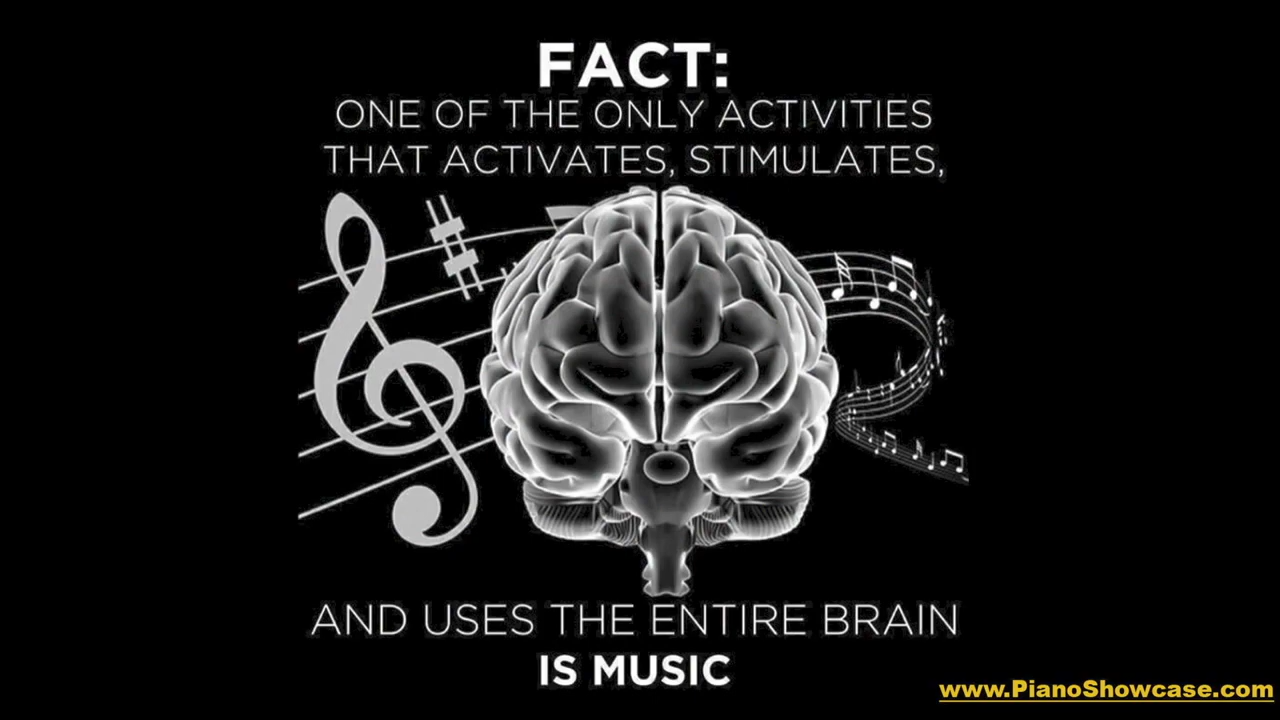 FACT:
ONE OF THE ONLY ACTIVITIES
THAT ACTIVATES, STIMULATES,
AND USES THE ENTIRE BRAIN
IS MUSIC
www.PianoShowcase.com